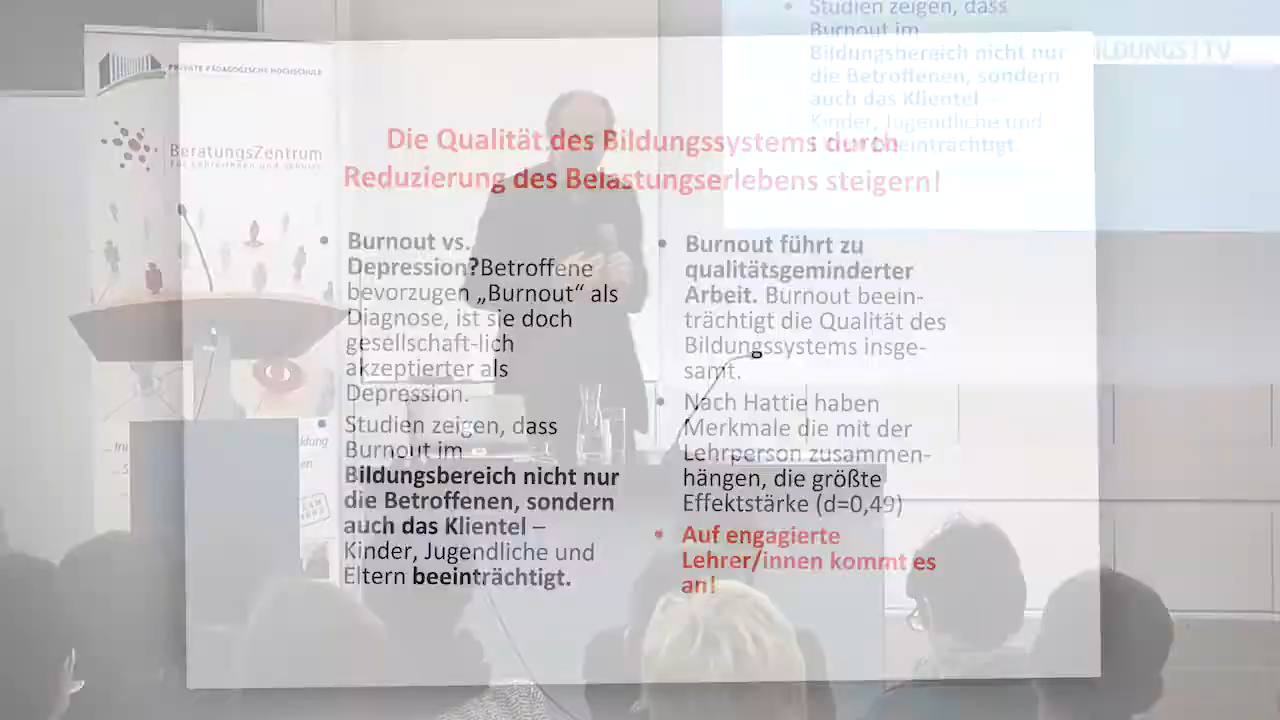 Studien zeigen, dass
Burnout im
Bildungsbereich nicht nur
die Betroffenen, sondern
auch das Klientel –
Kinder, Jugendliche und
beeinträchtigt.
BILDUNGS|TV
PRIVATE PÄDAGOGISCHE HOCHSCHULE
BeratungsZentrum
Die Qualität des Bildungssystems durch
Reduzierung des Belastungserlebens steigern!
• Burnout vs.
Depression?Betroffene
bevorzugen „Burnout“ als
Diagnose, ist sie doch
gesellschaft-lich
akzeptierter als
Depression.
• Studien zeigen, dass
Burnout im
Bildungsbereich nicht nur
die Betroffenen, sondern
auch das Klientel –
Kinder, Jugendliche und
Eltern beeinträchtigt.
• Burnout führt zu
qualitätsgeminderter
Arbeit. Burnout beein-
trächtigt die Qualität des
Bildungssystems insge-
samt.
• Nach Hattie haben
Merkmale die mit der
Lehrperson zusammen-
hängen, die größte
Effektstärke (d=0,49)
• Auf engagierte
Lehrer/innen kommt es
an!